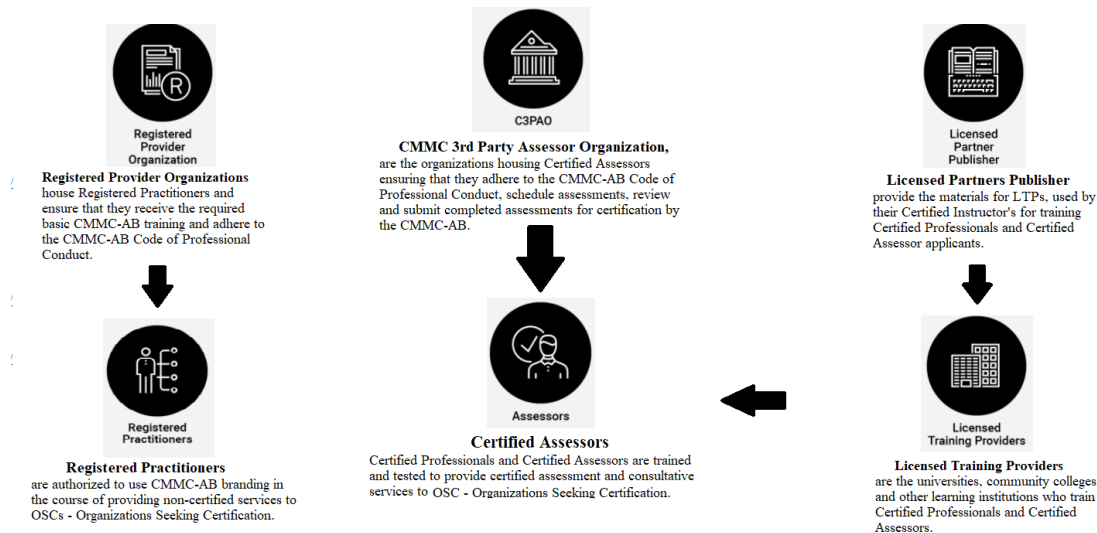 Registered
Provider
Organization
Registered Provider Organizations
house Registered Practitioners and
ensure that they receive the required
basic CMMC-AB training and adhere to
the CMMC-AB Code of Professional
Conduct.
Registered
Practitioners
Registered Practitioners
are authorized to use CMMC-AB branding in
the course of providing non-certified services to
OSCs - Organizations Seeking Certification.
C3PAO
CMMC 3rd Party Assessor Organization,
are the organizations housing Certified Assessors
ensuring that they adhere to the CMMC-AB Code of
Professional Conduct, schedule assessments, review
and submit completed assessments for certification by
the CMMC-AB.
Assessors
Certified Assessors
Certified Professionals and Certified Assessors are trained
and tested to provide certified assessment and consultative
services to OSC - Organizations Seeking Certification.
Licensed
Partner
Publisher
Licensed Partners Publisher
provide the materials for LTPs, used by
their Certified Instructor's for training
Certified Professionals and Certified
Assessor applicants.
Licensed
Training Providers
Licensed Training Providers
are the universities, community colleges
and other learning institutions who train
Certified Professionals and Certified
Assessors.